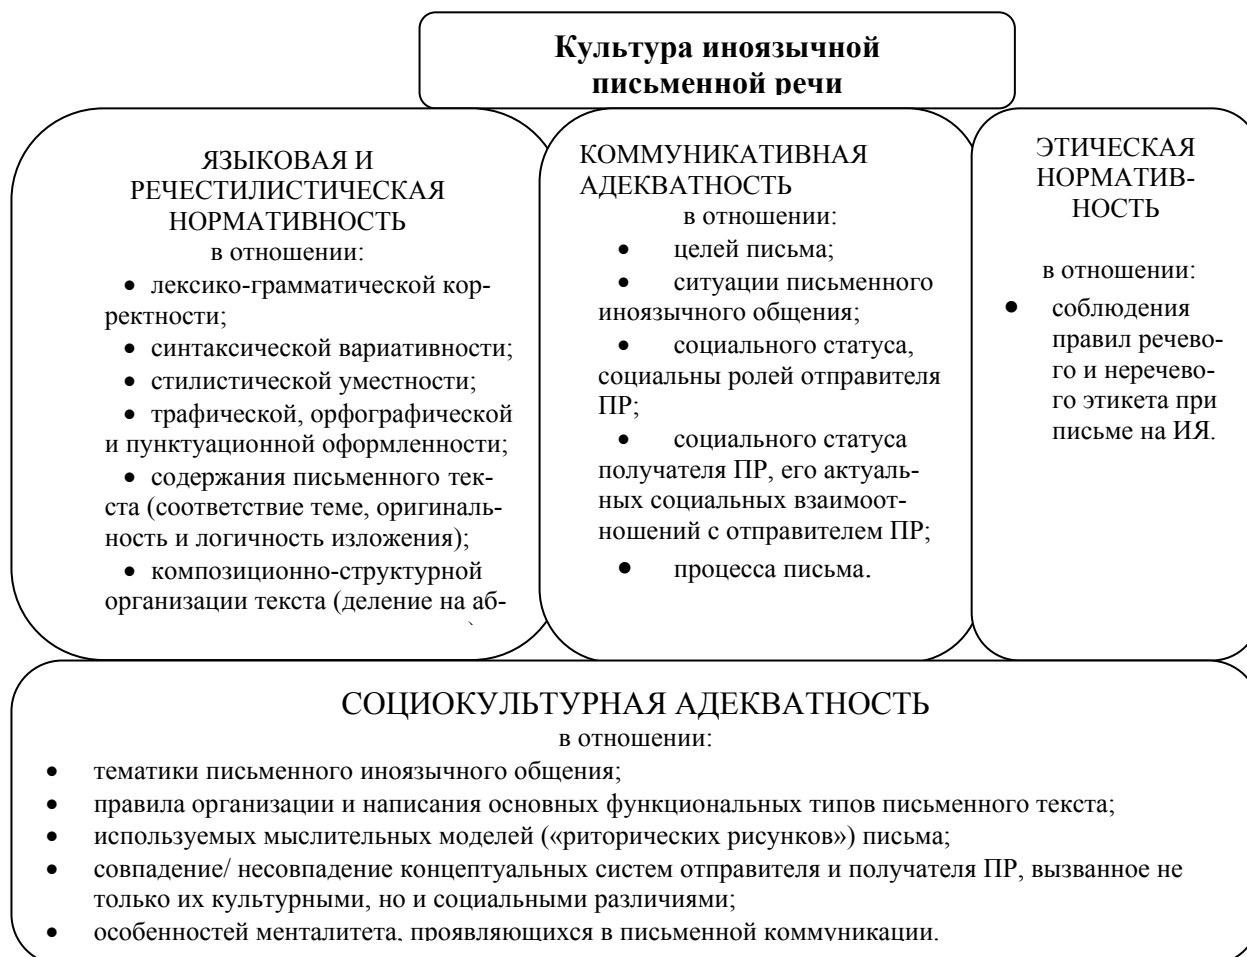 Культура иноязычной
письменной речи
ЯЗЫКОВАЯ И
РЕЧЕСТИЛИСТИЧЕСКАЯ
НОРМАТИВНОСТЬ
в отношении:
• лексико-грамматической кор-
ректности;
• синтаксической вариативности;
• стилистической уместности;
• трафической, орфографической
и пунктуационной оформленности;
• содержания письменного тек-
ста (соответствие теме, оригиналь-
ность и логичность изложения);
• композиционно-структурной
организации текста (деление на аб-
КОММУНИКАТИВНАЯ
АДЕКВАТНОСТЬ
в отношении:
• целей письма;
• ситуации письменного
иноязычного общения;
• социального статуса,
социальны ролей отправителя
ПР;
• социального статуса
получателя ПР, его актуаль-
ных социальных взаимоот-
ношений с отправителем ПР;
• процесса письма.
ЭТИЧЕСКАЯ
НОРМАТИВ-
НОСТЬ
в отношении:
• соблюдения
правил речево-
го и неречево-
го этикета при
письме на ИЯ.
СОЦИОКУЛЬТУРНАЯ АДЕКВАТНОСТЬ
в отношении:
• тематики письменного иноязычного общения;
• правила организации и написания основных функциональных типов письменного текста;
• используемых мыслительных моделей («риторических рисунков») письма;
• совпадение/ несовпадение концептуальных систем отправителя и получателя ПР, вызванное не
только их культурными, но и социальными различиями;
• особенностей менталитета, проявляющихся в письменной коммуникации.